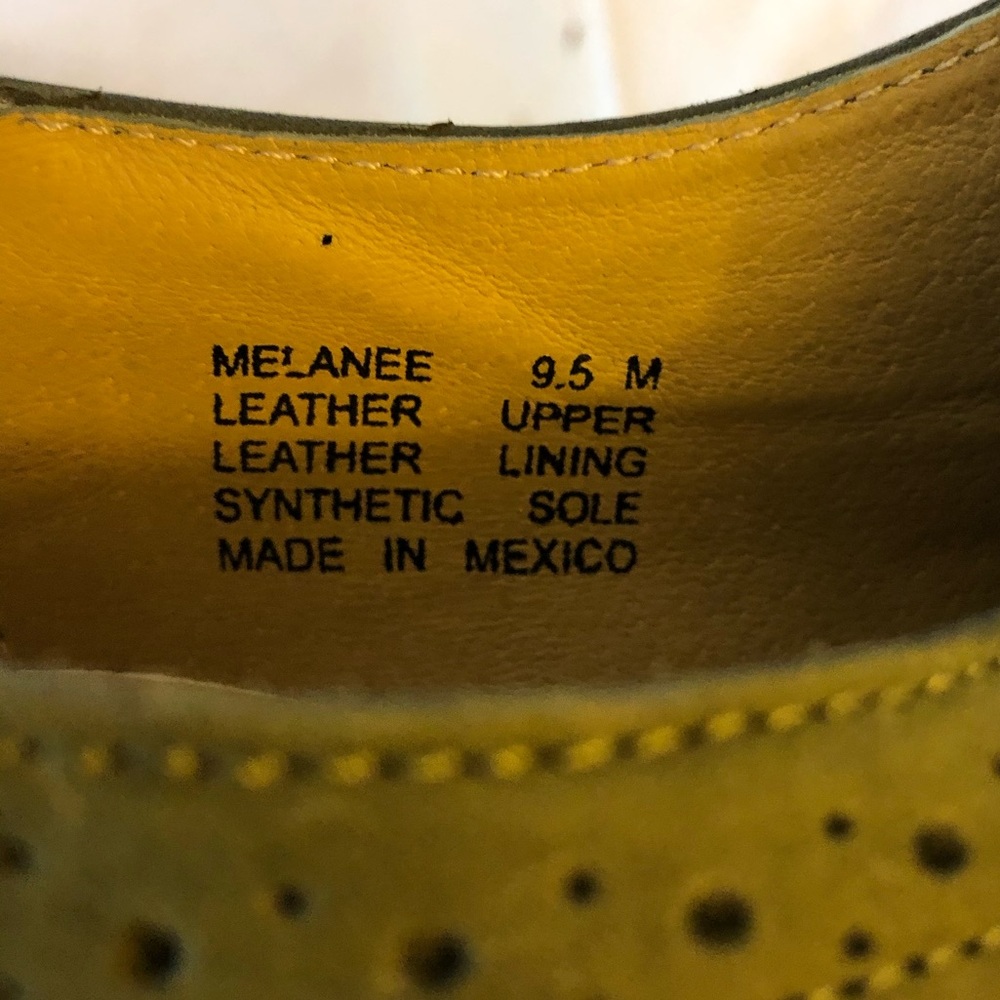 MELANEE 9.5 M
LEATHER UPPER
LEATHER LINING
SYNTHETIC SOLE
MADE IN MEXICO